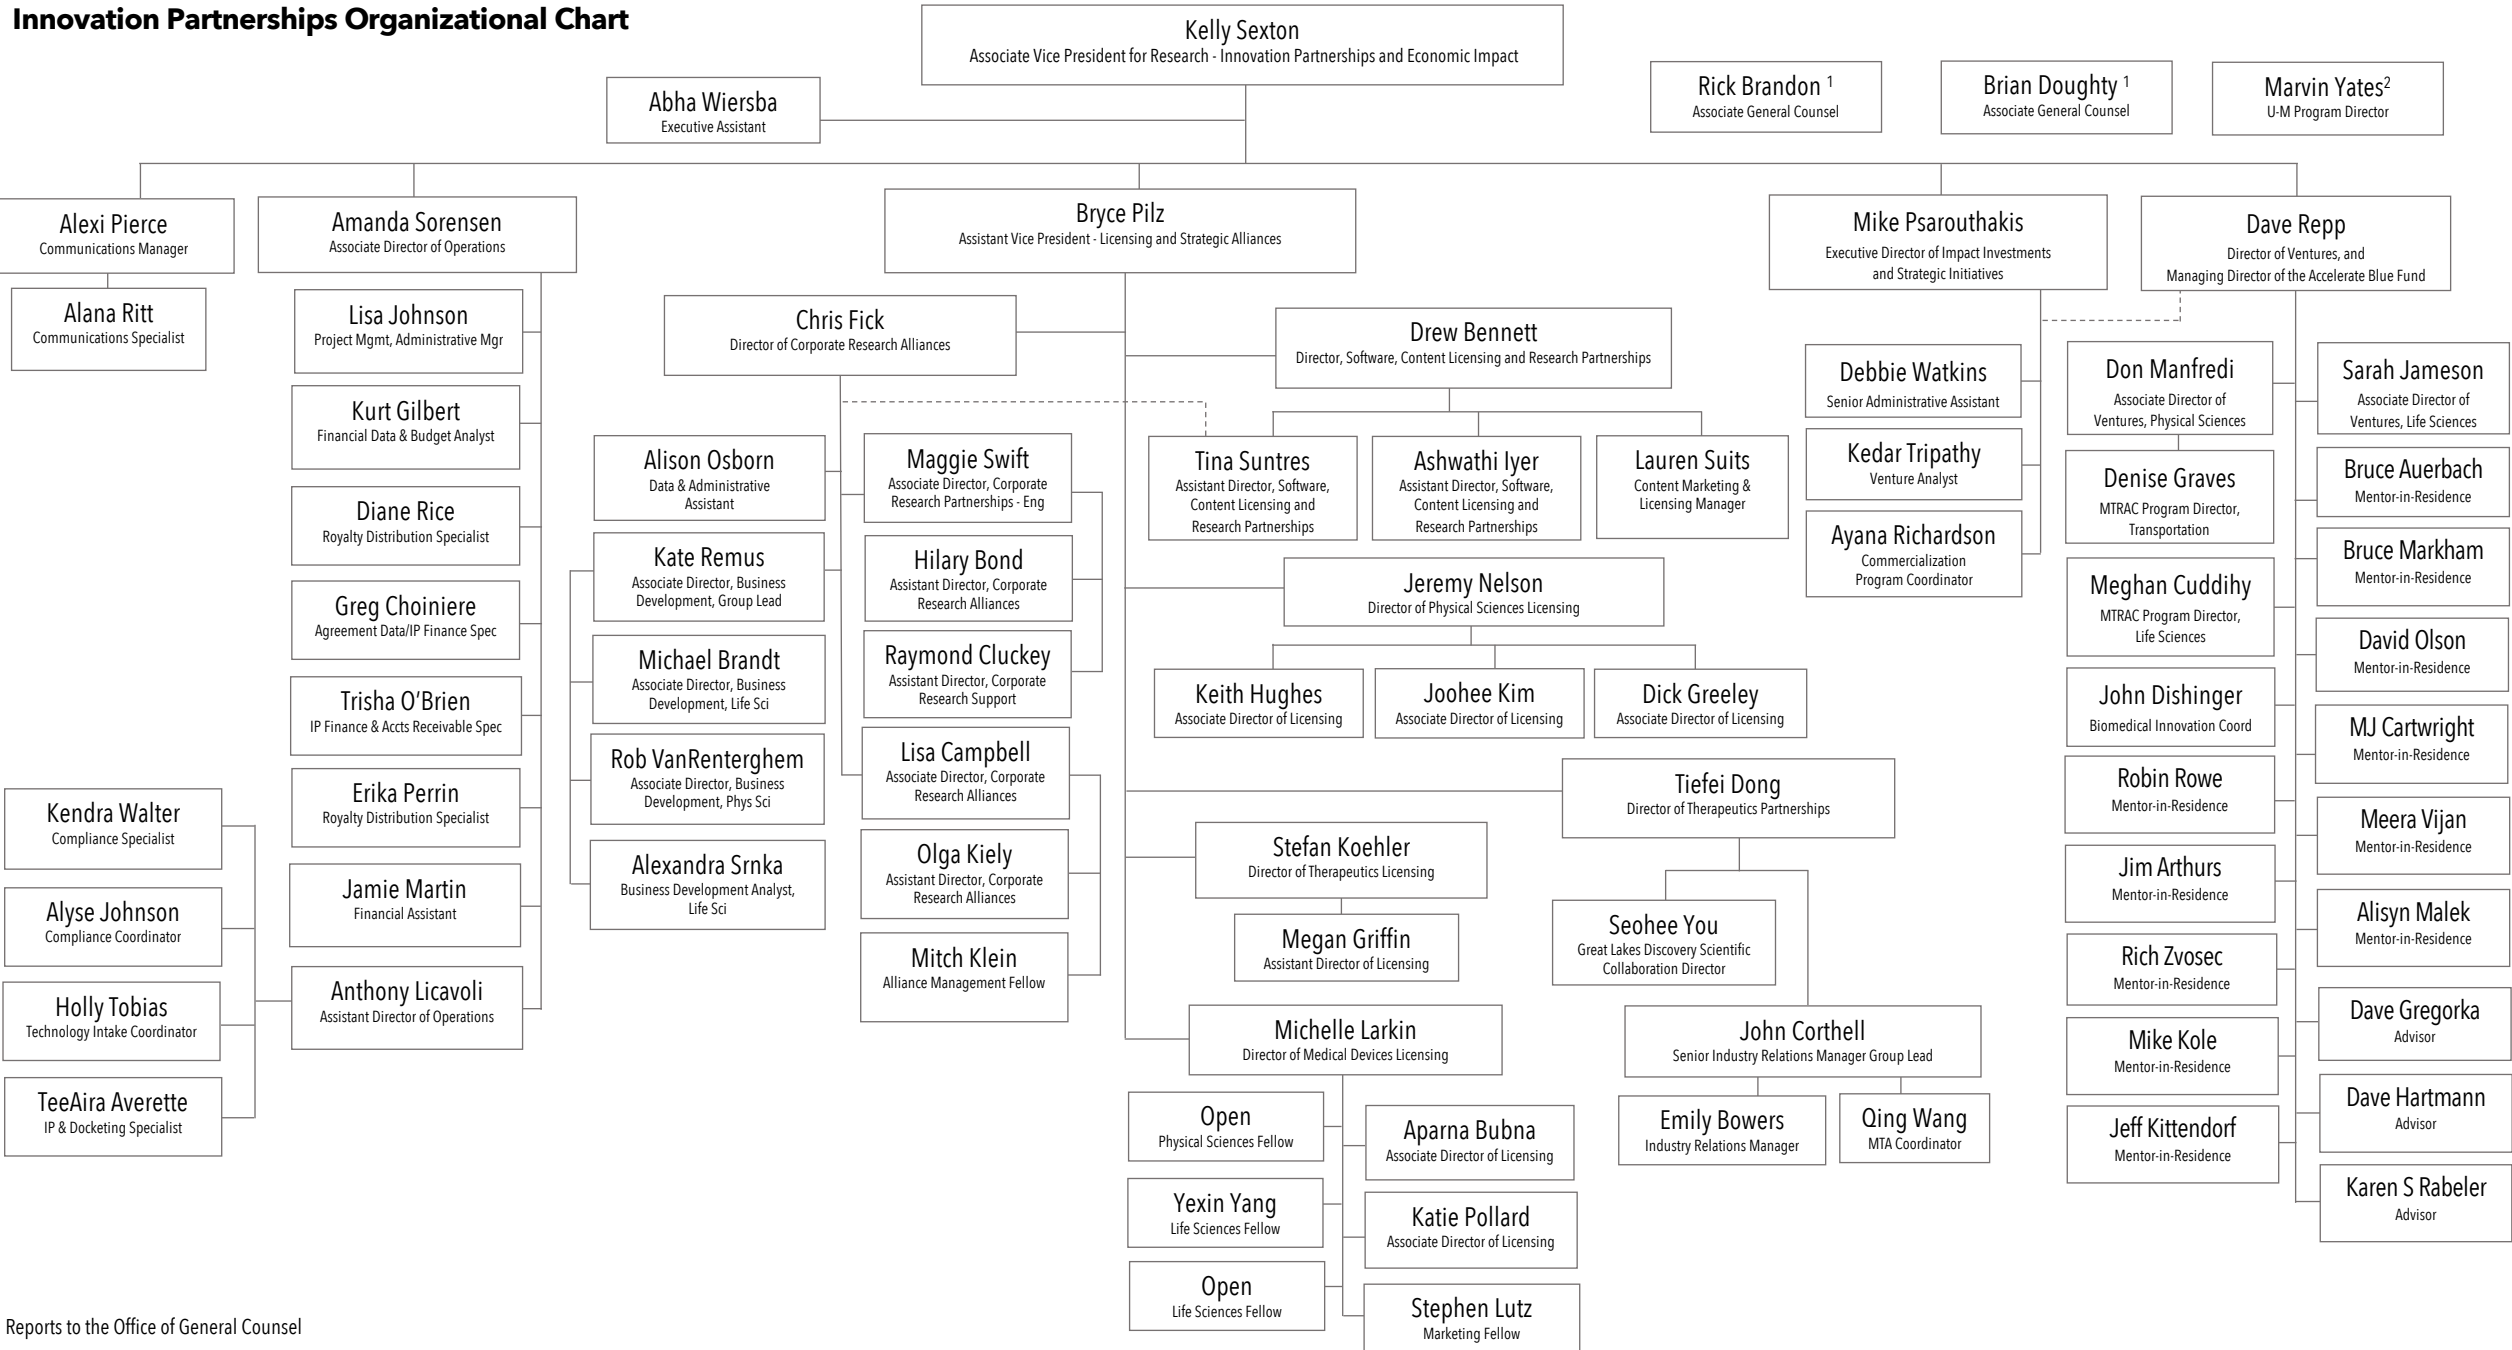 Innovation Partnerships Organizational Chart
Kelly Sexton
Associate Vice President for Research - Innovation Partnerships and Economic Impact
Abha Wiersba
Executive Assistant
Rick Brandon ¹
Associate General Counsel
Brian Doughty ¹
Associate General Counsel
Marvin Yates²
U-M Program Director
Alexi Pierce
Communications Manager
Alana Ritt
Communications Specialist
Amanda Sorensen
Associate Director of Operations
Lisa Johnson
Project Mgmt, Administrative Mgr
Kurt Gilbert
Financial Data & Budget Analyst
Diane Rice
Royalty Distribution Specialist
Greg Choiniere
Agreement Data/IP Finance Spec
Trisha O’Brien
IP Finance & Accts Receivable Spec
Erika Perrin
Royalty Distribution Specialist
Jamie Martin
Financial Assistant
Anthony Licavoli
Assistant Director of Operations
Kendra Walter
Compliance Specialist
Alyse Johnson
Compliance Coordinator
Holly Tobias
Technology Intake Coordinator
TeeAira Averette
IP & Docketing Specialist
Bryce Pilz
Assistant Vice President - Licensing and Strategic Alliances
Chris Fick
Director of Corporate Research Alliances
Alison Osborn
Data & Administrative
Assistant
Kate Remus
Associate Director, Business
Development, Group Lead
Michael Brandt
Associate Director, Business
Development, Life Sci
Rob VanRenterghem
Associate Director, Business
Development, Phys Sci
Alexandra Srnka
Business Development Analyst,
Life Sci
Maggie Swift
Associate Director, Corporate
Research Partnerships - Eng
Hilary Bond
Assistant Director, Corporate
Research Alliances
Raymond Cluckey
Assistant Director, Corporate
Research Support
Lisa Campbell
Associate Director, Corporate
Research Alliances
Olga Kiely
Assistant Director, Corporate
Research Alliances
Mitch Klein
Alliance Management Fellow
Drew Bennett
Director, Software, Content Licensing and Research Partnerships
Tina Suntres
Assistant Director, Software,
Content Licensing and
Research Partnerships
Ashwathi Iyer
Assistant Director, Software,
Content Licensing and
Research Partnerships
Lauren Suits
Content Marketing &
Licensing Manager
Jeremy Nelson
Director of Physical Sciences Licensing
Keith Hughes
Associate Director of Licensing
Joohee Kim
Associate Director of Licensing
Dick Greeley
Associate Director of Licensing
Tiefei Dong
Director of Therapeutics Partnerships
Stefan Koehler
Director of Therapeutics Licensing
Megan Griffin
Assistant Director of Licensing
Seohee You
Great Lakes Discovery Scientific
Collaboration Director
John Corthell
Senior Industry Relations Manager Group Lead
Emily Bowers
Industry Relations Manager
Qing Wang
MTA Coordinator
Michelle Larkin
Director of Medical Devices Licensing
Open
Physical Sciences Fellow
Aparna Bubna
Associate Director of Licensing
Yexin Yang
Life Sciences Fellow
Katie Pollard
Associate Director of Licensing
Open
Life Sciences Fellow
Stephen Lutz
Marketing Fellow
Mike Psarouthakis
Executive Director of Impact Investments
and Strategic Initiatives
Debbie Watkins
Senior Administrative Assistant
Kedar Tripathy
Venture Analyst
Ayana Richardson
Commercialization
Program Coordinator
Dave Repp
Director of Ventures, and
Managing Director of the Accelerate Blue Fund
Don Manfredi
Associate Director of
Ventures, Physical Sciences
Denise Graves
MTRAC Program Director,
Transportation
Meghan Cuddihy
MTRAC Program Director,
Life Sciences
John Dishinger
Biomedical Innovation Coord
Robin Rowe
Mentor-in-Residence
Jim Arthurs
Mentor-in-Residence
Rich Zvosec
Mentor-in-Residence
Mike Kole
Mentor-in-Residence
Jeff Kittendorf
Mentor-in-Residence
Sarah Jameson
Associate Director of
Ventures, Life Sciences
Bruce Auerbach
Mentor-in-Residence
Bruce Markham
Mentor-in-Residence
David Olson
Mentor-in-Residence
MJ Cartwright
Mentor-in-Residence
Meera Vijan
Mentor-in-Residence
Alisyn Malek
Mentor-in-Residence
Dave Gregorka
Advisor
Dave Hartmann
Advisor
Karen S Rabeler
Advisor
Reports to the Office of General Counsel